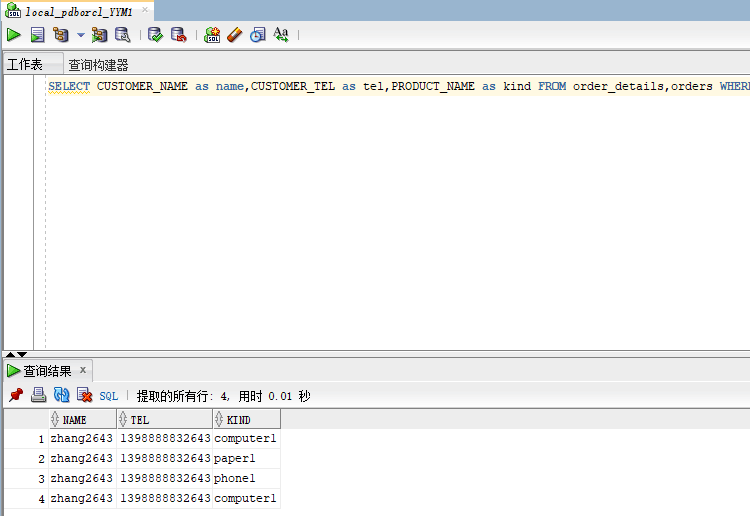 local_pdborcl_YYM1
SQL Aa
工作表 查询构建器
SELECT CUSTOMER_NAME as name,CUSTOMER_TEL as tel,PRODUCT_NAME as kind FROM order_details,orders WHERE
查询结果 x
SQL 提取的所有行: 4, 用时 0.01 秒
NAME TEL KIND
1 zhang2643 1398888832643 computer1
2 zhang2643 1398888832643 paper1
3 zhang2643 1398888832643 phone1
4 zhang2643 1398888832643 computer1